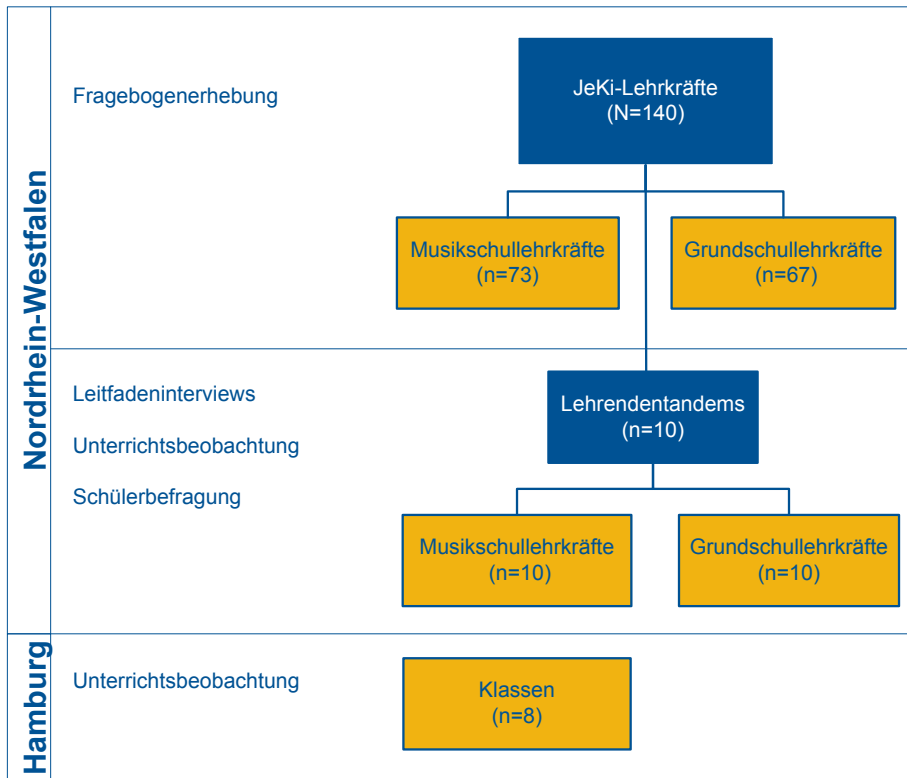 Nordrhein-Westfalen
Fragebogenerhebung
JeKi-Lehrkräfte
(N=140)
Musikschullehrkräfte
(n=73)
Grundschullehrkräfte
(n=67)
Leitfadeninterviews
Unterrichtsbeobachtung
Schülerbefragung
Lehrendentandems
(n=10)
Musikschullehrkräfte
(n=10)
Grundschullehrkräfte
(n=10)
Hamburg
Unterrichtsbeobachtung
Klassen
(n=8)